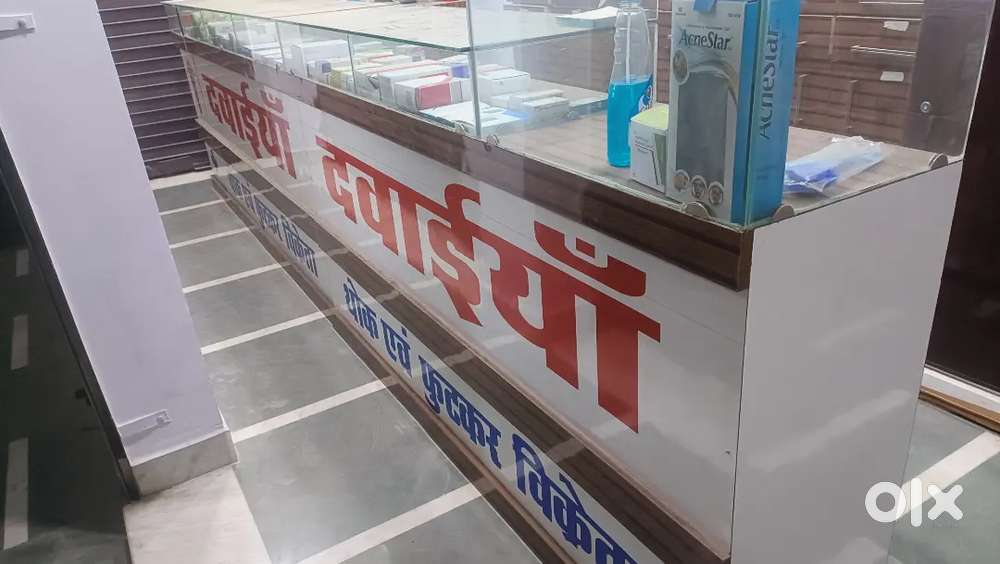 AcneStar
AcneStar
दवाईयाँ दवाईयाँ
थोक एवं फुटकर विक्रेता
थोक एवं फुटकर विक्रेता
olx